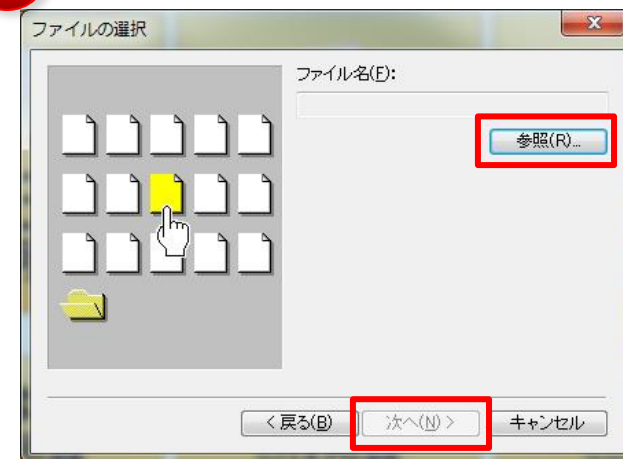 ファイルの選択
ファイル名(F):
参照(R)...
< 戻る(B)
次へ(N) >
キャンセル